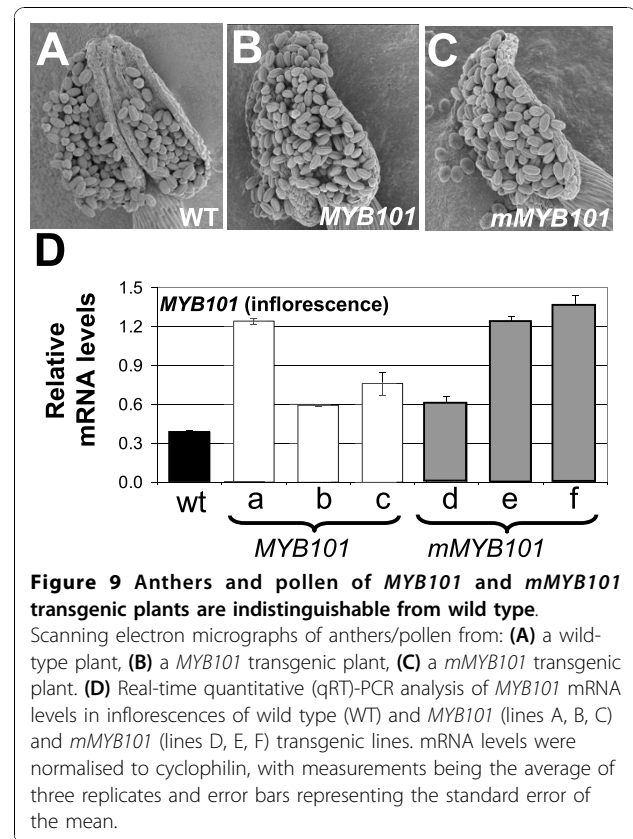 A
B
C
WT
MYB101
mMYB101
D
1.5
1.2
0.9
0.6
0.3
0.0
Relative
mRNA levels
MYB101 (inflorescence)
wt a b c d e f
MYB101 mMYB101
Figure 9 Anthers and pollen of MYB101 and mMYB101
transgenic plants are indistinguishable from wild type.
Scanning electron micrographs of anthers/pollen from: (A) a wild-
type plant, (B) a MYB101 transgenic plant, (C) a mMYB101 transgenic
plant. (D) Real-time quantitative (qRT)-PCR analysis of MYB101 mRNA
levels in inflorescences of wild type (WT) and MYB101 (lines A, B, C)
and mMYB101 (lines D, E, F) transgenic lines. mRNA levels were
normalised to cyclophilin, with measurements being the average of
three replicates and error bars representing the standard error of
the mean.